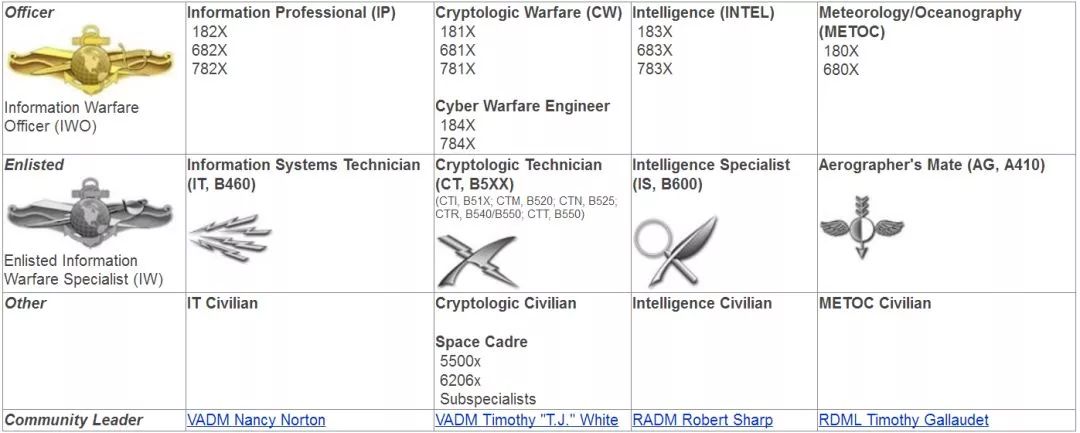 Officer
Information Warfare
Officer (IWO)
Information Professional (IP)
182X
682X
782X
Cryptologic Warfare (CW)
181X
681X
781X
Cyber Warfare Engineer
184X
784X
Intelligence (INTEL)
183X
683X
783X
Meteorology/Oceanography
(METOC)
180X
680X
Enlisted
Enlisted Information
Warfare Specialist (IW)
Information Systems Technician
(IT, B460)
Cryptologic Technician
(CT, B5XX)
(CTI, B51X; CTM, B520; CTN, B525;
CTR, B540/B550; CTT, B550)
Intelligence Specialist
(IS, B600)
Aerographer's Mate (AG, A410)
Other
IT Civilian
Cryptologic Civilian
Space Cadre
5500x
6206x
Subspecialists
Intelligence Civilian
METOC Civilian
Community Leader
VADM Nancy Norton
VADM Timothy "T.J." White
RADM Robert Sharp
RDML Timothy Gallaudet